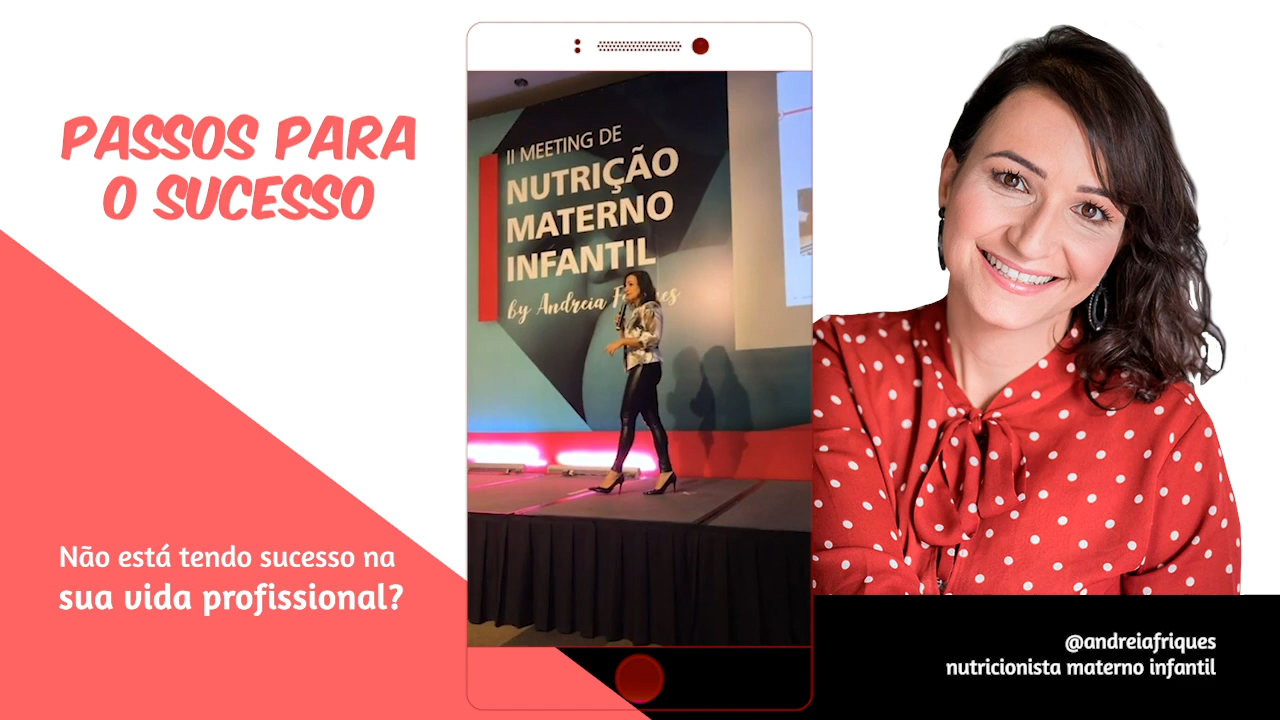 PASSOS PARA
O SUCESSO
II MEETING DE
NUTRIÇÃO
MATERNO
INFANTIL
by Andreia
Não está tendo sucesso na
sua vida profissional?
@andreiafriques
nutricionista materno infantil